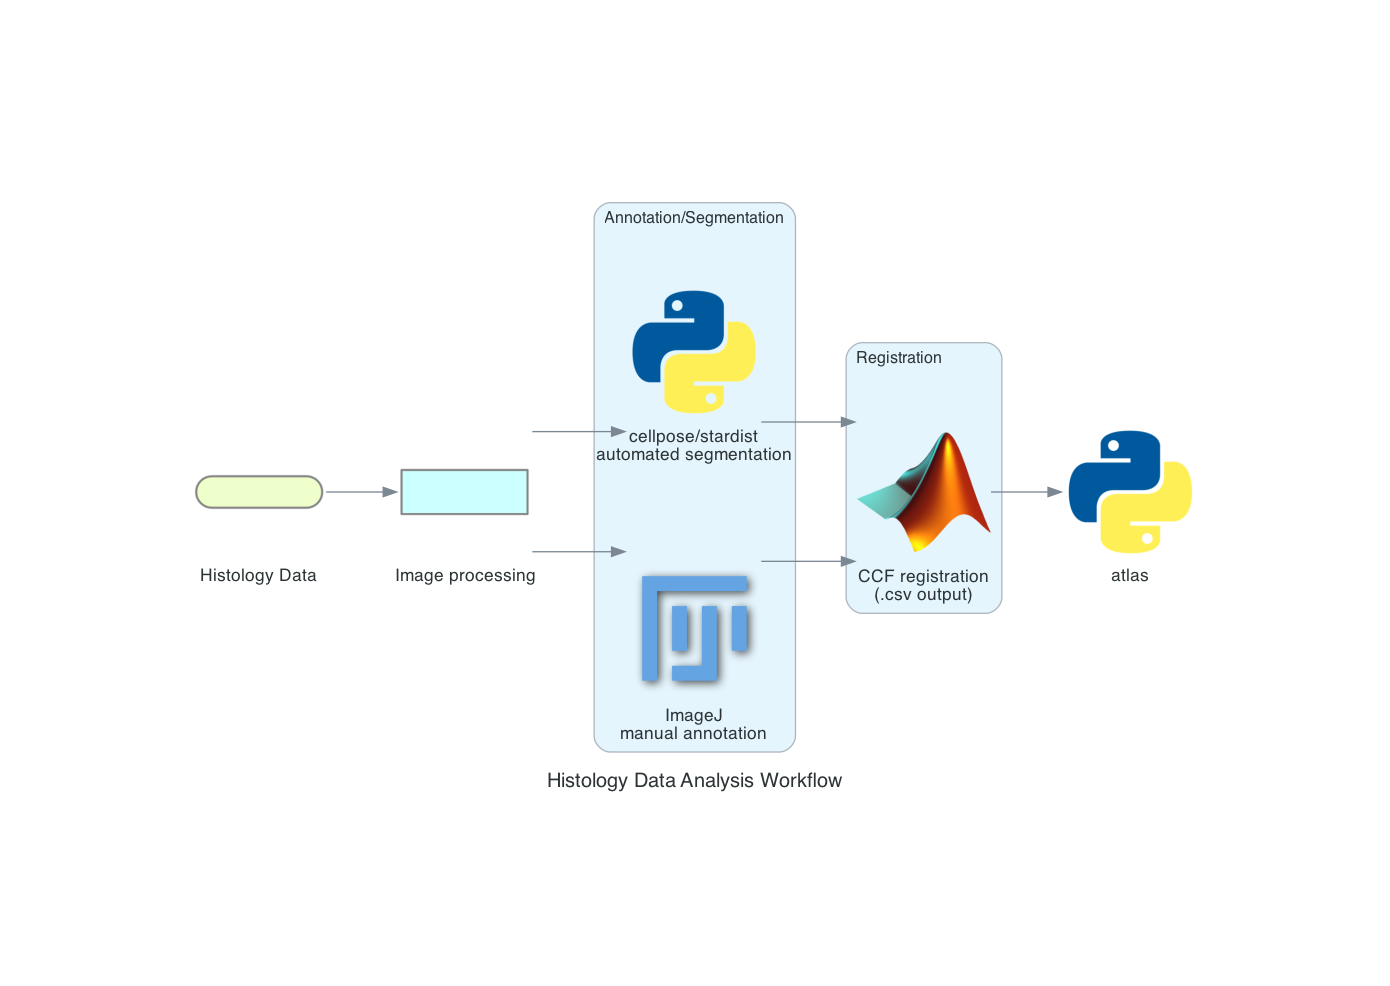 Annotation/Segmentation
cellpose/stardist
automated segmentation
Registration
Histology Data
Image processing
CCF registration
(.csv output)
atlas
ImageJ
manual annotation
Histology Data Analysis Workflow